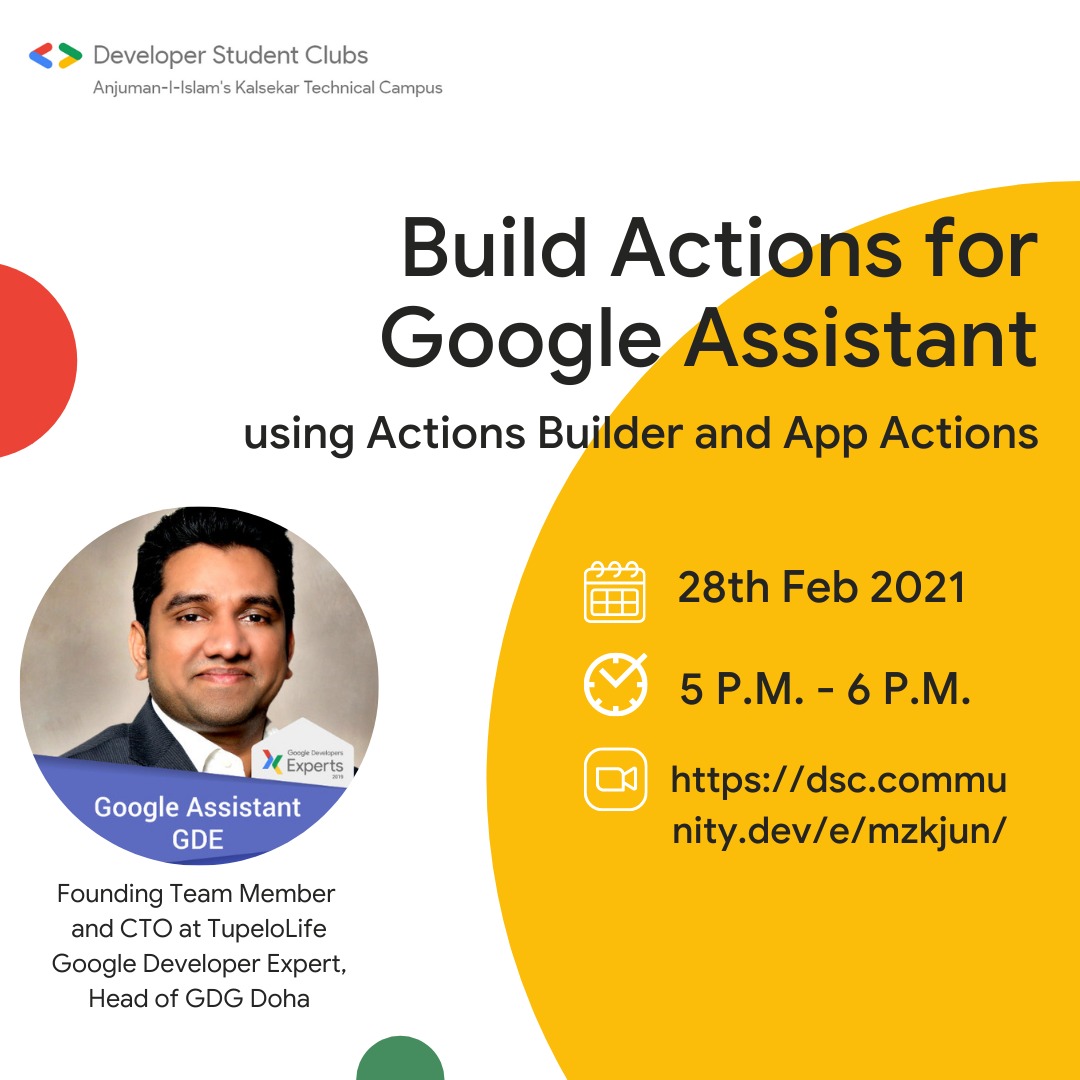 Developer Student Clubs
Anjuman-I-Islam's Kalsekar Technical Campus
Build Actions for
Google Assistant
using Actions Builder and App Actions
28th Feb 2021
5 P.M. - 6 P.M.
https://dsc.commu
nity.dev/e/mzkjun/
Google Developers
Experts
2019
Google Assistant
GDE
Founding Team Member
and CTO at TupeloLife
Google Developer Expert,
Head of GDG Doha